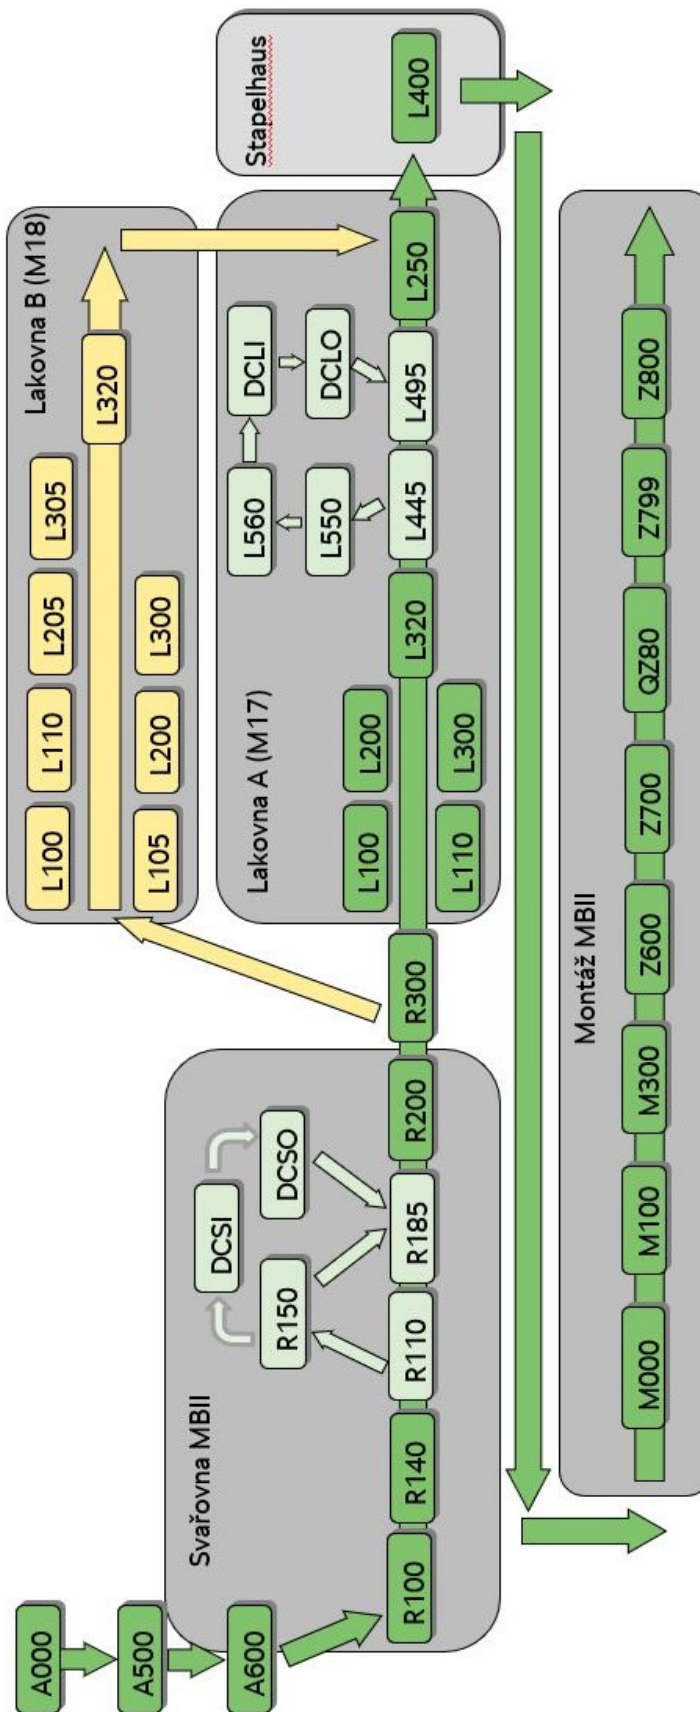 A000
A500
A600
Svařovna MBII
DCSI
R150
DCSO
R100
R140
R110
R185
R200
R300
Lakovna B (M18)
L100
L110
L205
L305
L320
L105
L200
L300
Lakovna A (M17)
L560
DCLI
L550
DCLO
L100
L200
L320
L445
L495
L250
L110
L300
Stapelhaus
L400
Montáž MBII
M000
M100
M300
Z600
Z700
QZ80
Z799
Z800